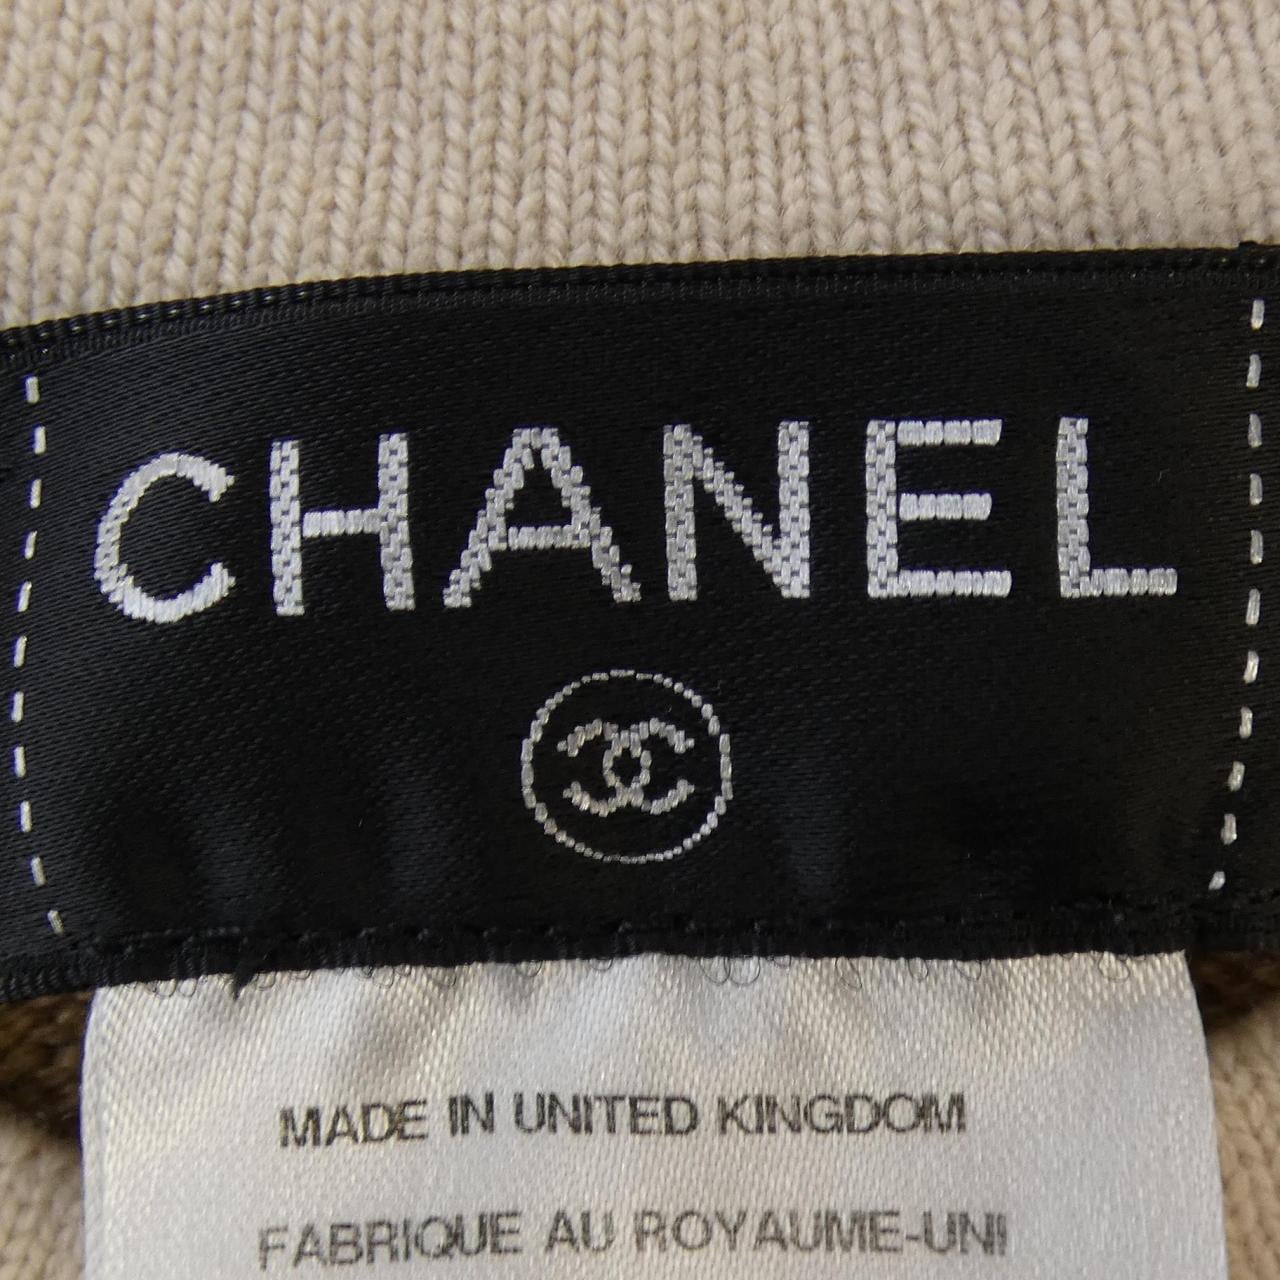 CHANEL
MADE IN UNITED KINGDOM
FABRIQUE AU ROYAUME-UNI